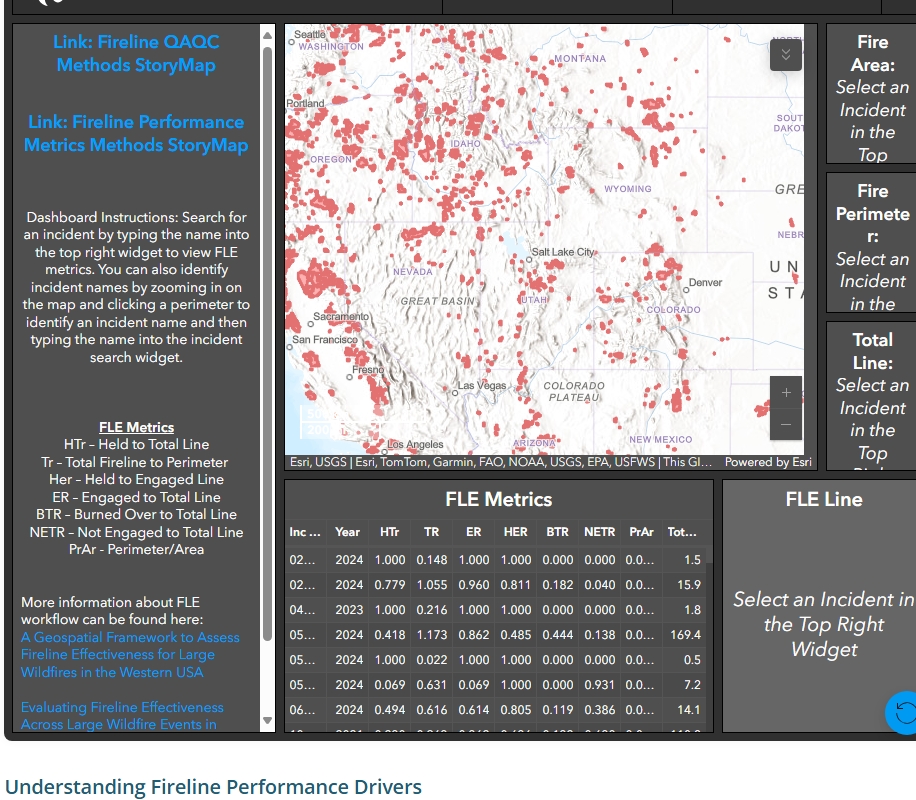 Link: Fireline QAQC
Methods StoryMap
Link: Fireline Performance
Metrics Methods StoryMap
Dashboard Instructions: Search for
an incident by typing the name into
the top right widget to view FLE
metrics. You can also identify
incident names by zooming in on
the map and clicking a perimeter to
identify an incident name and then
typing the name into the incident
search widget.
FLE Metrics
HTr – Held to Total Line
Tr – Total Fireline to Perimeter
Her – Held to Engaged Line
ER – Engaged to Total Line
BTR – Burned Over to Total Line
NETR – Not Engaged to Total Line
PrAr - Perimeter/Area
More information about FLE
workflow can be found here:
A Geospatial Framework to Assess
Fireline Effectiveness for Large
Wildfires in the Western USA
Evaluating Fireline Effectiveness
Across Large Wildfire Events in
Seattle
WASHINGTON
MONTANA
Portland
SOUT
DAKOT
IDAHO
OREGON
WYOMING
GRE
NEBR
Salt Lake City
UN
NEVADA
Denver
STA
GREAT BASIN
UTAH
COLORADO
Sacramento
San Francisco
Fresno
Las Vegas
COLORADO
PLATEAU
Los Angeles
ARIZONA
NEW MEXICO
+
−
Esri, USGS | Esri, TomTom, Garmin, FAO, NOAA, USGS, EPA, USFWS | This GI... Powered by Esri
Fire
Area:
Select an
Incident
in the
Top
Fire
Perimete
r:
Select an
Incident
in the
Total
Line:
Select an
Incident
in the
Top
FLE Metrics
Inc ... Year HTr TR ER HER BTR NETR PrAr Tot...
02... 2024 1.000 0.148 1.000 1.000 0.000 0.000 0.0... 1.5
02... 2024 0.779 1.055 0.960 0.811 0.182 0.040 0.0... 15.9
04... 2023 1.000 0.216 1.000 1.000 0.000 0.000 0.0... 1.8
05... 2024 0.418 1.173 0.862 0.485 0.444 0.138 0.0... 169.4
05... 2024 1.000 0.022 1.000 1.000 0.000 0.000 0.0... 0.5
05... 2024 0.069 0.631 0.069 1.000 0.000 0.931 0.0... 7.2
06... 2024 0.494 0.616 0.614 0.805 0.119 0.386 0.0... 14.1
FLE Line
Select an Incident in
the Top Right
Widget
Understanding Fireline Performance Drivers